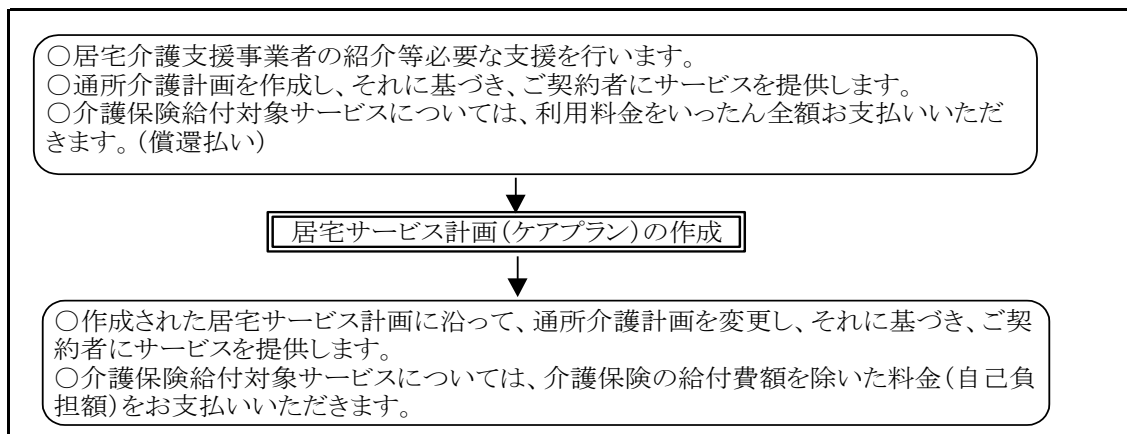 ○居宅介護支援事業者の紹介等必要な支援を行います。
○通所介護計画を作成し、それに基づき、ご契約者にサービスを提供します。
○介護保険給付対象サービスについては、利用料金をいったん全額お支払いいただ
きます。(償還払い)
居宅サービス計画(ケアプラン)の作成
○作成された居宅サービス計画に沿って、通所介護計画を変更し、それに基づき、ご契
約者にサービスを提供します。
○介護保険給付対象サービスについては、介護保険の給付費額を除いた料金(自己負
担額)をお支払いいただきます。